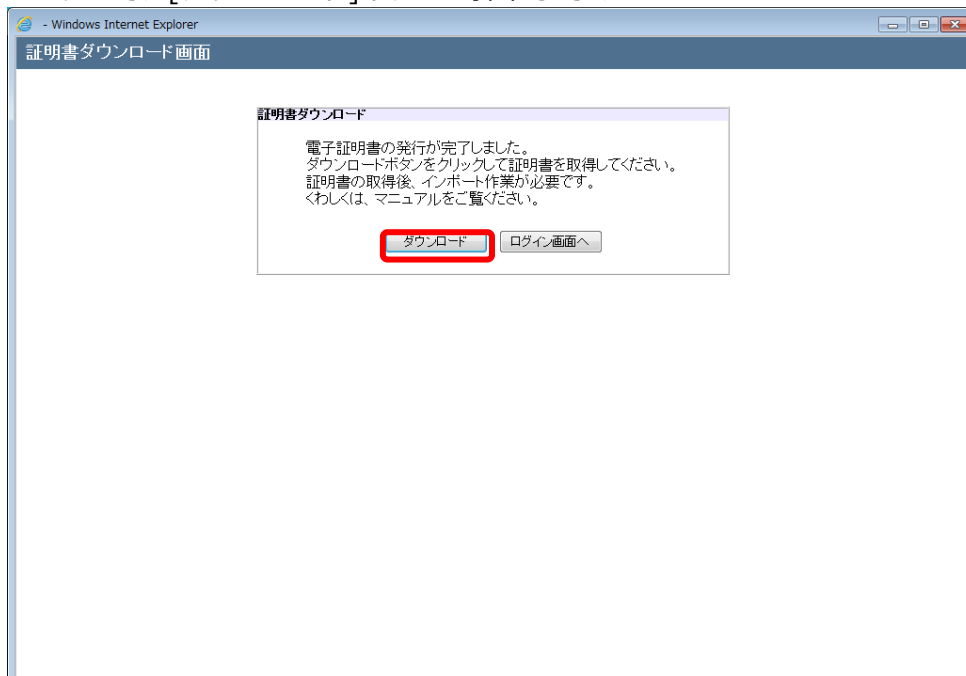 - Windows Internet Explorer
証明書ダウンロード画面
証明書ダウンロード
電子証明書の発行が完了しました。
ダウンロードボタンをクリックして証明書を取得してください。
証明書の取得後、インポート作業が必要です。
くわしくは、マニュアルをご覧ください。
ダウンロード
ログイン画面へ